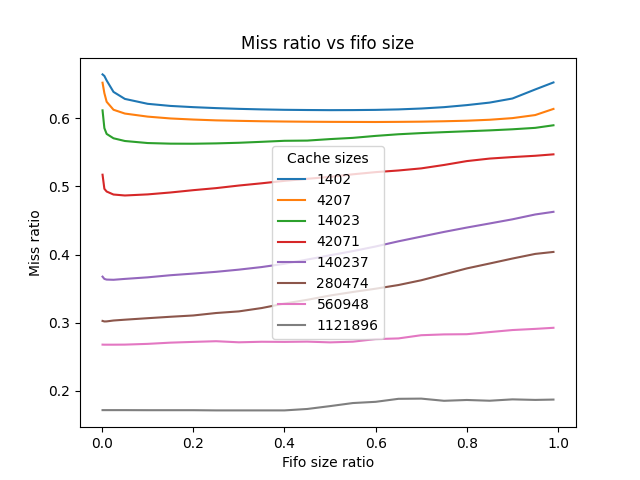 Miss ratio vs fifo size
Miss ratio
0.6
0.5
0.4
0.3
0.2
Cache sizes
1402
4207
14023
42071
140237
280474
560948
1121896
0.0 0.2 0.4 0.6 0.8 1.0
Fifo size ratio